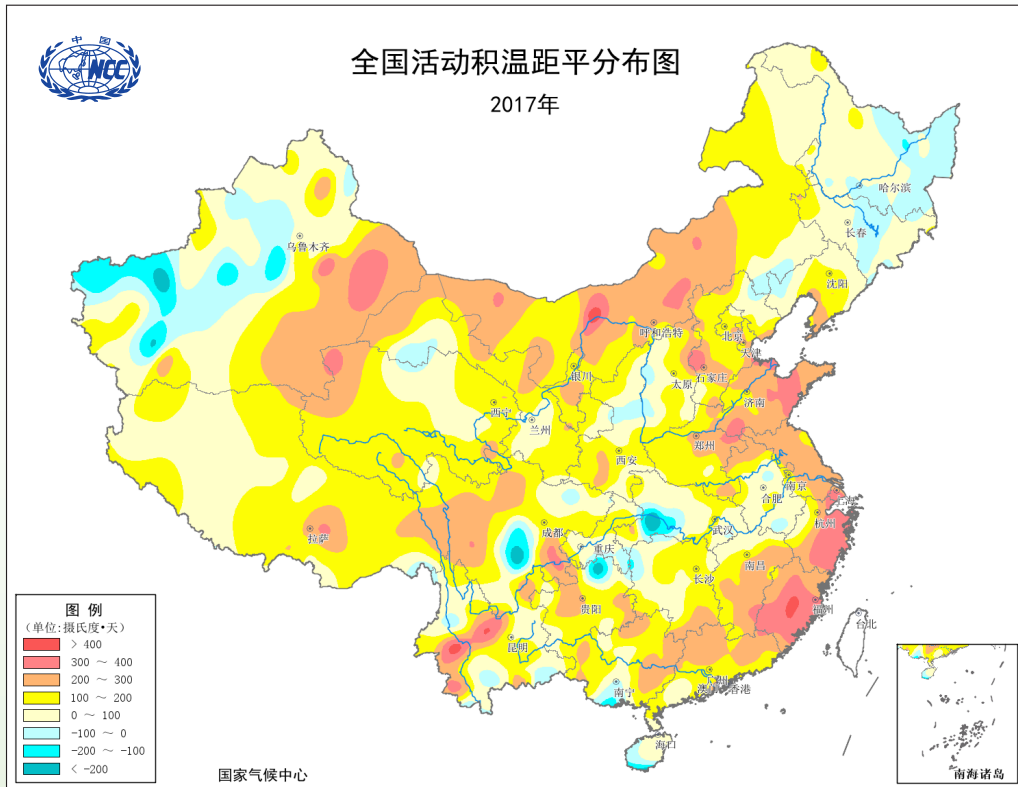 中国
NCC
全国活动积温距平分布图
2017年
哈尔滨
长春
乌鲁木齐
沈阳
呼和浩特
北京
天津
银川
太原
石家庄
西宁
济南
兰州
郑州
西安
南京
合肥
上海
成都
武汉
杭州
拉萨
重庆
南昌
长沙
贵阳
福州
台北
昆明
广州
南宁
澳门
香港
海口
图 例
(单位:摄氏度•天)
> 400
300 ～ 400
200 ～ 300
100 ～ 200
0 ～ 100
-100 ～ 0
-200 ～ -100
< -200
国家气候中心
南海诸岛